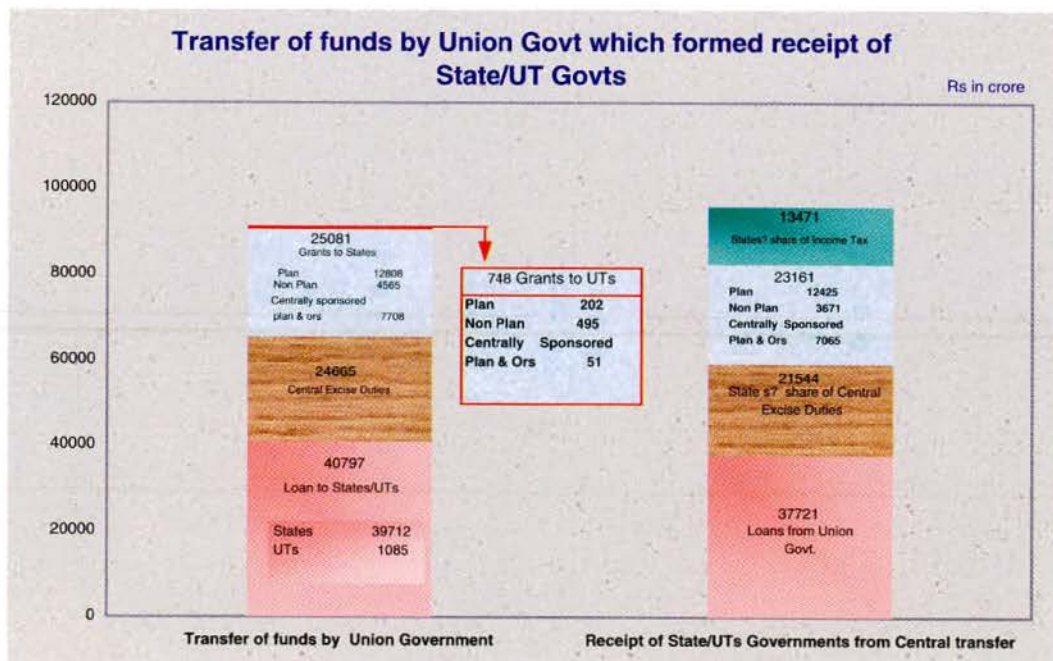 Transfer of funds by Union Govt which formed receipt of
State/UT Govts
Rs in crore
120000
100000
80000
60000
40000
20000
0
25081
Grants to States
Plan 12808
Non Plan 4565
Centrally sponsored
plan & ors 7708
24665
Central Excise Duties
40797
Loan to States/UTs
States 39712
UTs 1085
748 Grants to UTs
Plan 202
Non Plan 495
Centrally Sponsored
Plan & Ors 51
13471
States? share of Income Tax
23161
Plan 12425
Non Plan 3671
Centrally Sponsored
Plan & Ors 7065
21544
State s? share of Central
Excise Duties
37721
Loans from Union
Govt.
Transfer of funds by Union Government
Receipt of State/UTs Governments from Central transfer